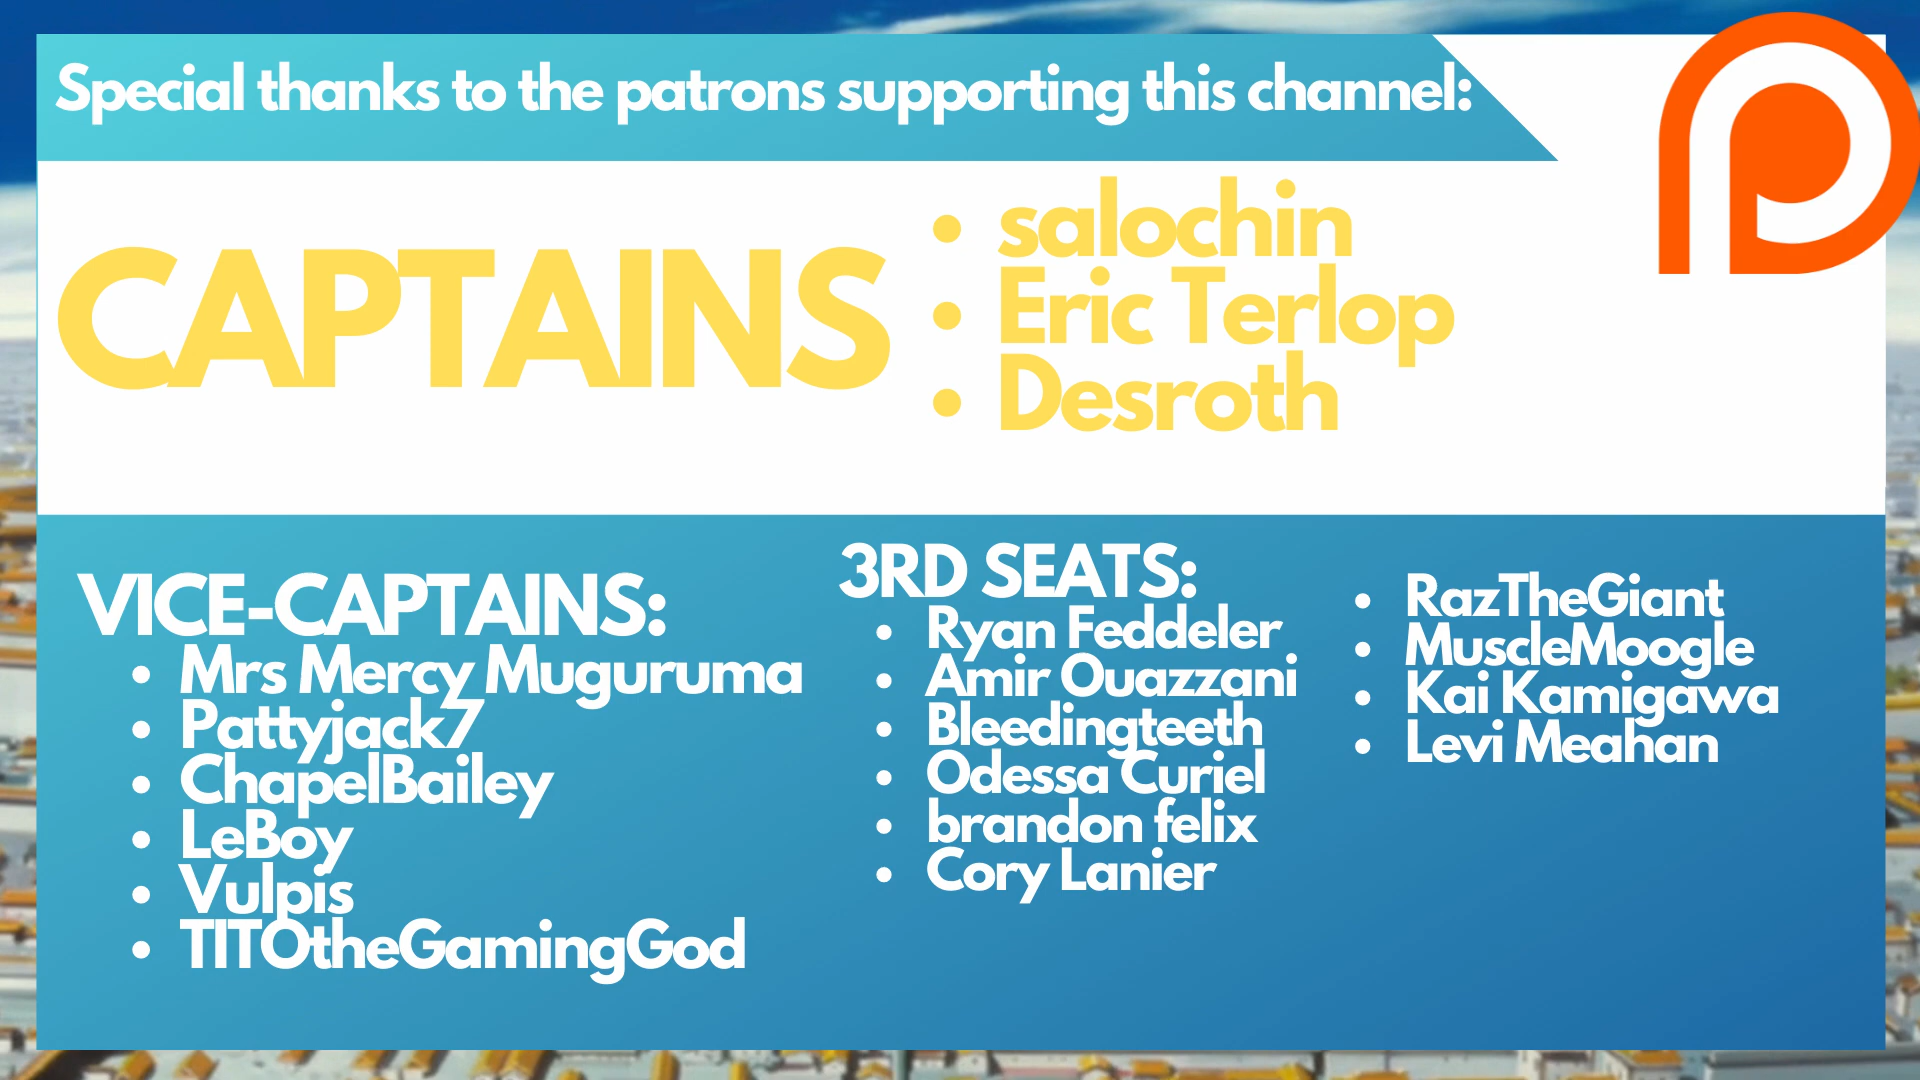 Special thanks to the patrons supporting this channel:
CAPTAINS
• salochin
• Eric Terlop
• Desroth
VICE-CAPTAINS:
• Mrs Mercy Muguruma
• Pattyjack7
• ChapelBailey
• LeBoy
• Vulpis
• TITOtheGamingGod
3RD SEATS:
• Ryan Feddeler
• Amir Ouazzani
• Bleedingteeth
• Odessa Curiel
• brandon felix
• Cory Lanier
• RazTheGiant
• MuscleMoogle
• Kai Kamigawa
• Levi Meahan